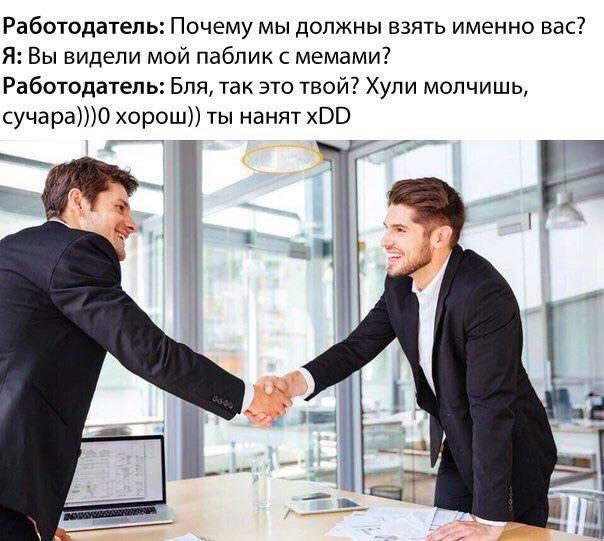 Работодатель: Почему мы должны взять именно вас?
Я: Вы видели мой паблик с мемами?
Работодатель: Бля, так это твой? Хули молчишь,
сучара)))0 хорош)) ты нанят xDD